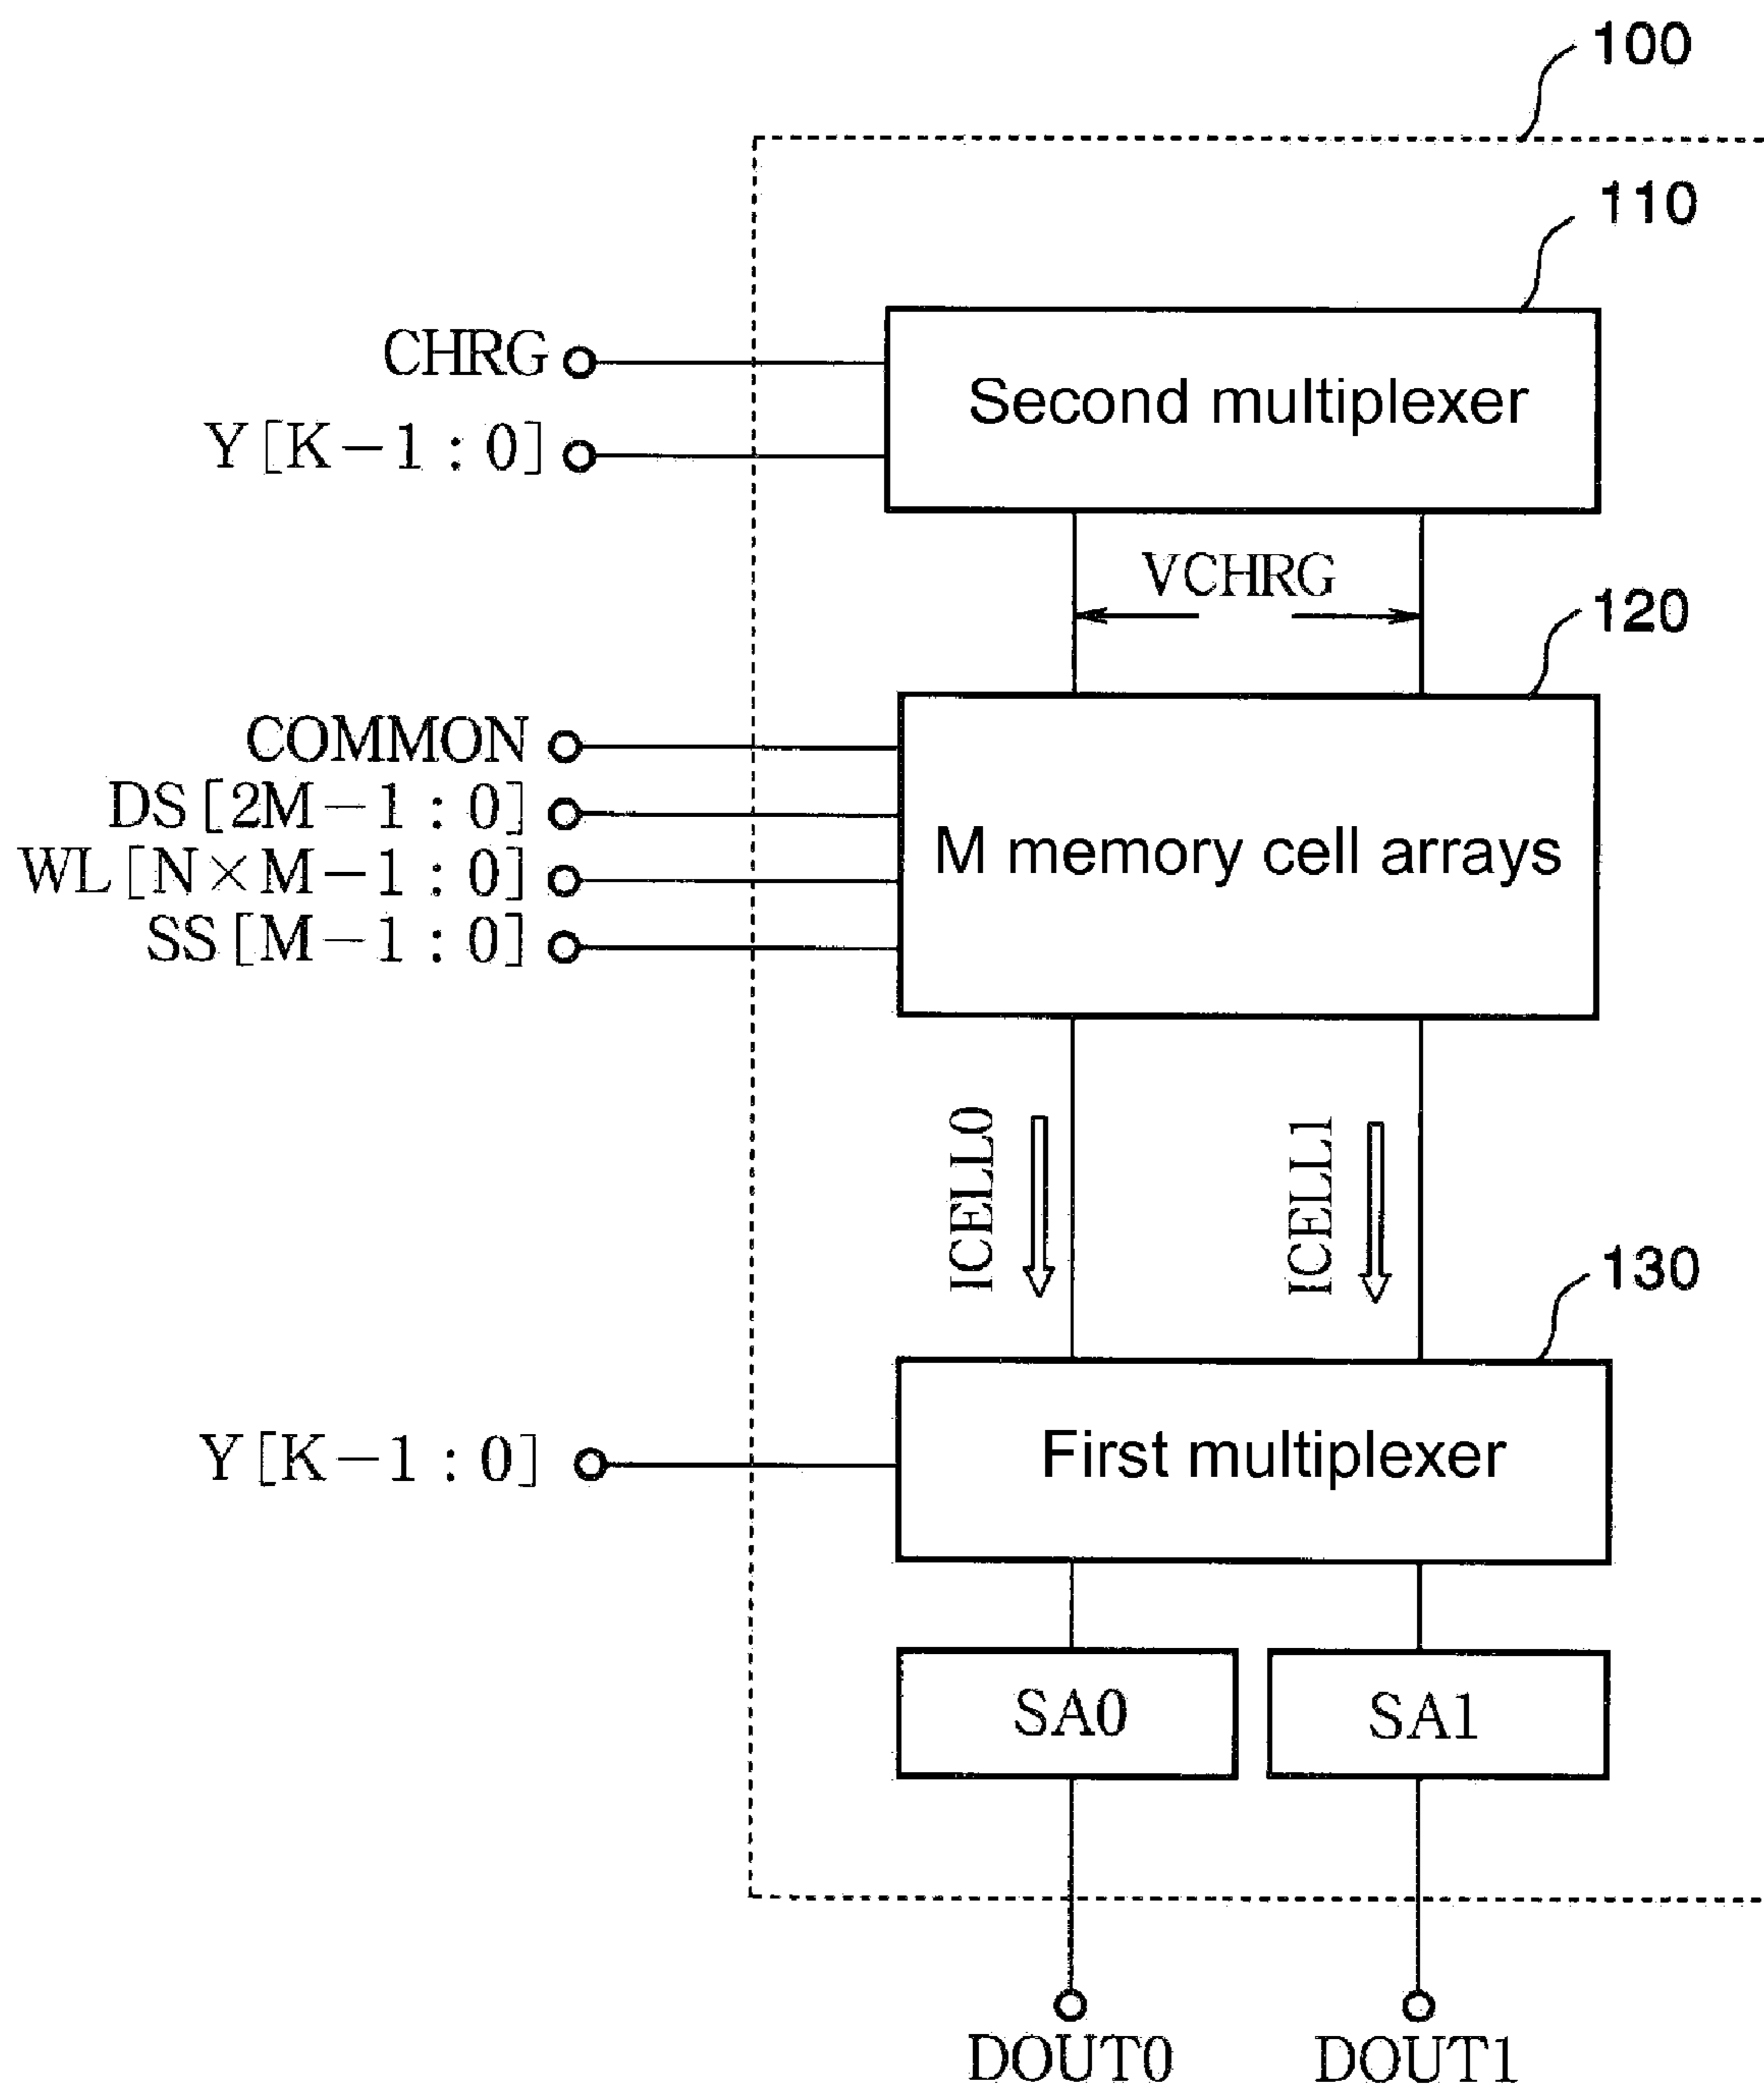 100
110
CHRG
Second multiplexer
Y[K-1:0]
VCHRG
120
COMMON
DS[2M-1:0]
M memory cell arrays
WL[N×M-1:0]
SS[M-1:0]
ICELL0
ICELL1
130
Y[K-1:0]
First multiplexer
SA0
SA1
DOUT0
DOUT1